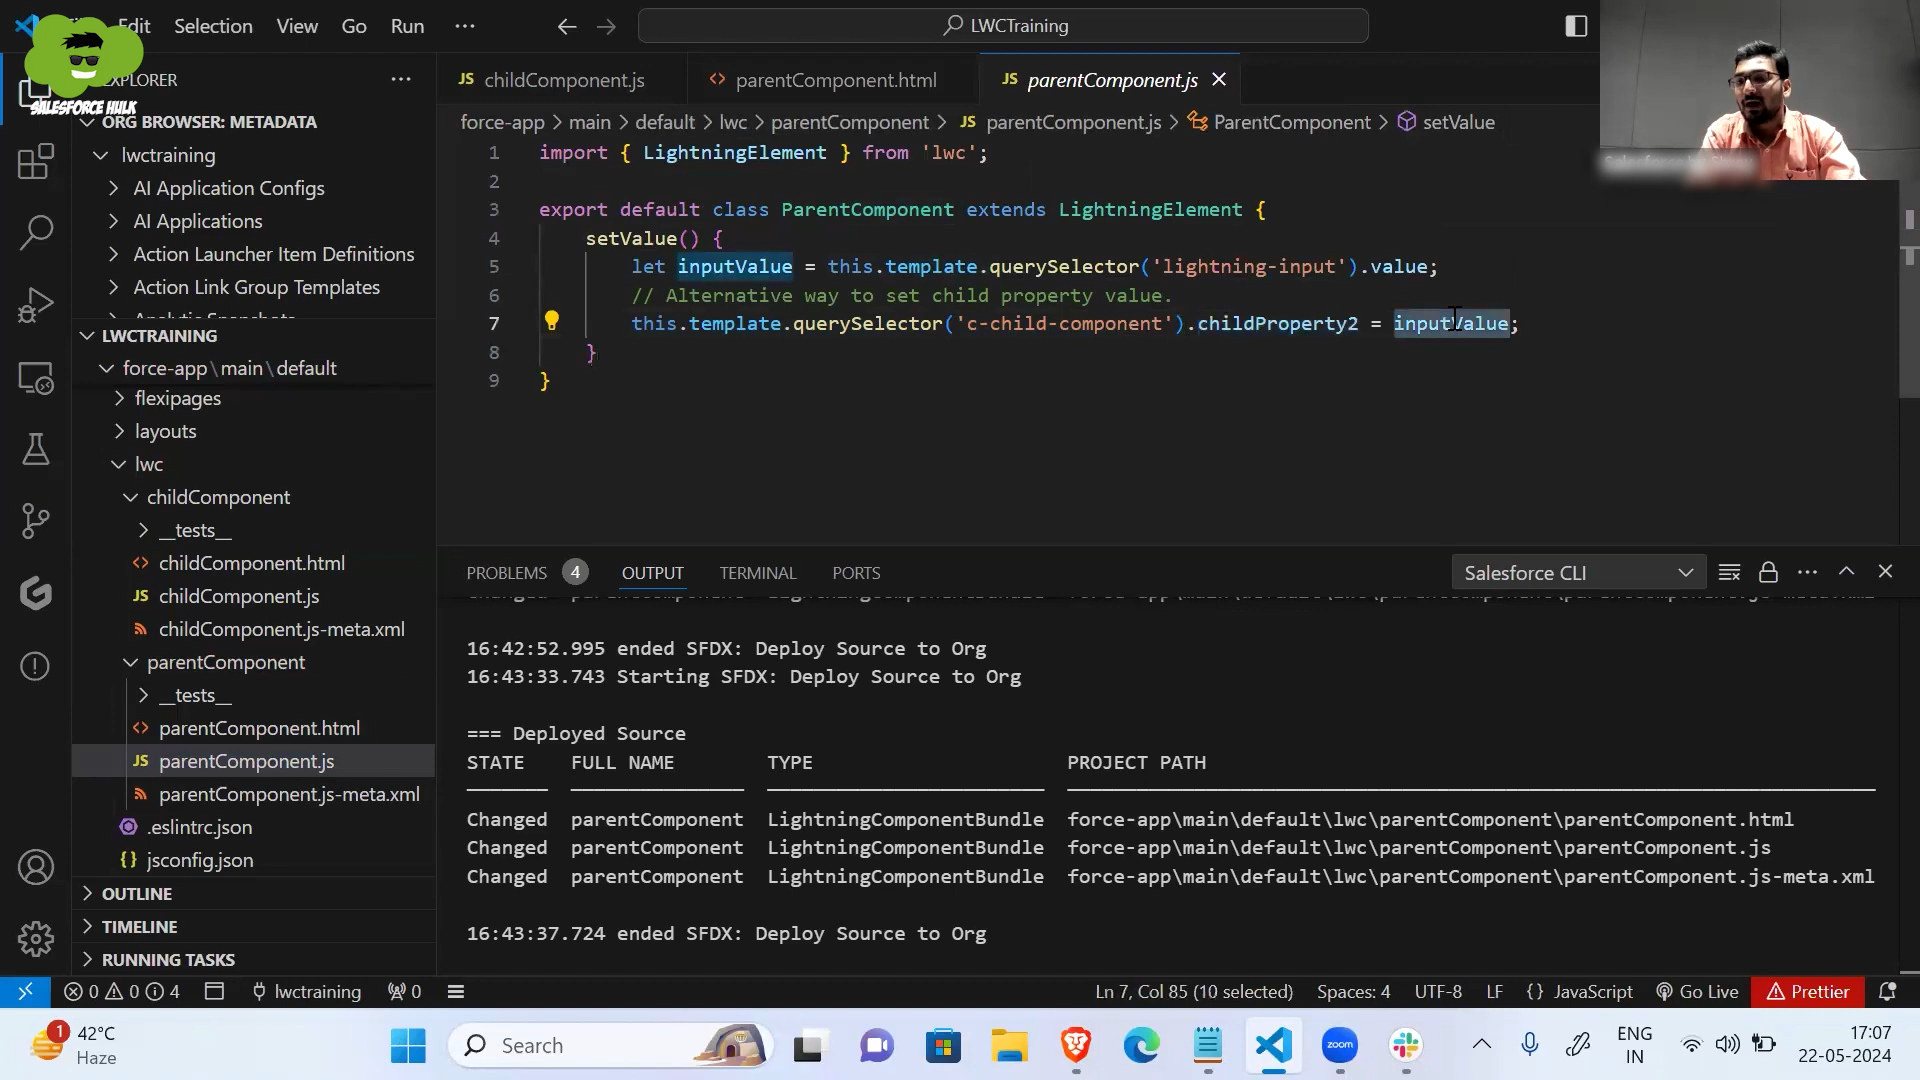 Edit Selection View Go Run ···
LWCTraining
SALESFORCE HULK
EXPLORER ···
ORG BROWSER: METADATA
lwctraining
AI Application Configs
AI Applications
Action Launcher Item Definitions
Action Link Group Templates
Analytic Snapshots
LWCTRAINING
force-app\main\default
flexipages
layouts
lwc
childComponent
__tests__
childComponent.html
JS childComponent.js
childComponent.js-meta.xml
parentComponent
__tests__
parentComponent.html
JS parentComponent.js
parentComponent.js-meta.xml
.eslintrc.json
{} jsconfig.json
OUTLINE
TIMELINE
RUNNING TASKS
JS childComponent.js <> parentComponent.html JS parentComponent.js ×
force-app > main > default > lwc > parentComponent > JS parentComponent.js > ParentComponent > setValue
1 import { LightningElement } from 'lwc';
2
3 export default class ParentComponent extends LightningElement {
4 setValue() {
5 let inputValue = this.template.querySelector('lightning-input').value;
6 // Alternative way to set child property value.
7 this.template.querySelector('c-child-component').childProperty2 = inputValue;
8 }
9 }
PROBLEMS 4 OUTPUT TERMINAL PORTS Salesforce CLI ···
16:42:52.995 ended SFDX: Deploy Source to Org
16:43:33.743 Starting SFDX: Deploy Source to Org
=== Deployed Source
STATE FULL NAME TYPE PROJECT PATH
Changed parentComponent LightningComponentBundle force-app\main\default\lwc\parentComponent\parentComponent.html
Changed parentComponent LightningComponentBundle force-app\main\default\lwc\parentComponent\parentComponent.js
Changed parentComponent LightningComponentBundle force-app\main\default\lwc\parentComponent\parentComponent.js-meta.xml
16:43:37.724 ended SFDX: Deploy Source to Org
0 0 4 lwctraining 0 Ln 7, Col 85 (10 selected) Spaces: 4 UTF-8 LF {} JavaScript Go Live Prettier
1 42°C
Haze
Search
zoom
ENG
IN
17:07
22-05-2024